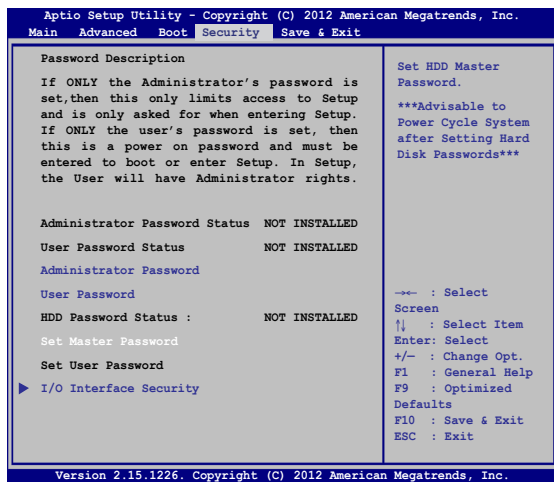 Aptio Setup Utility - Copyright (C) 2012 American Megatrends, Inc.
Main Advanced Boot Security Save & Exit
Password Description
If ONLY the Administrator's password is
set,then this only limits access to Setup
and is only asked for when entering Setup.
If ONLY the user's password is set, then
this is a power on password and must be
entered to boot or enter Setup. In Setup,
the User will have Administrator rights.
Administrator Password Status NOT INSTALLED
User Password Status NOT INSTALLED
Administrator Password
User Password
HDD Password Status : NOT INSTALLED
Set Master Password
Set User Password
I/O Interface Security
Set HDD Master
Password.
***Advisable to
Power Cycle System
after Setting Hard
Disk Passwords***
→← : Select
Screen
↑↓ : Select Item
Enter: Select
+/— : Change Opt.
F1 : General Help
F9 : Optimized
Defaults
F10 : Save & Exit
ESC : Exit
Version 2.15.1226. Copyright (C) 2012 American Megatrends, Inc.